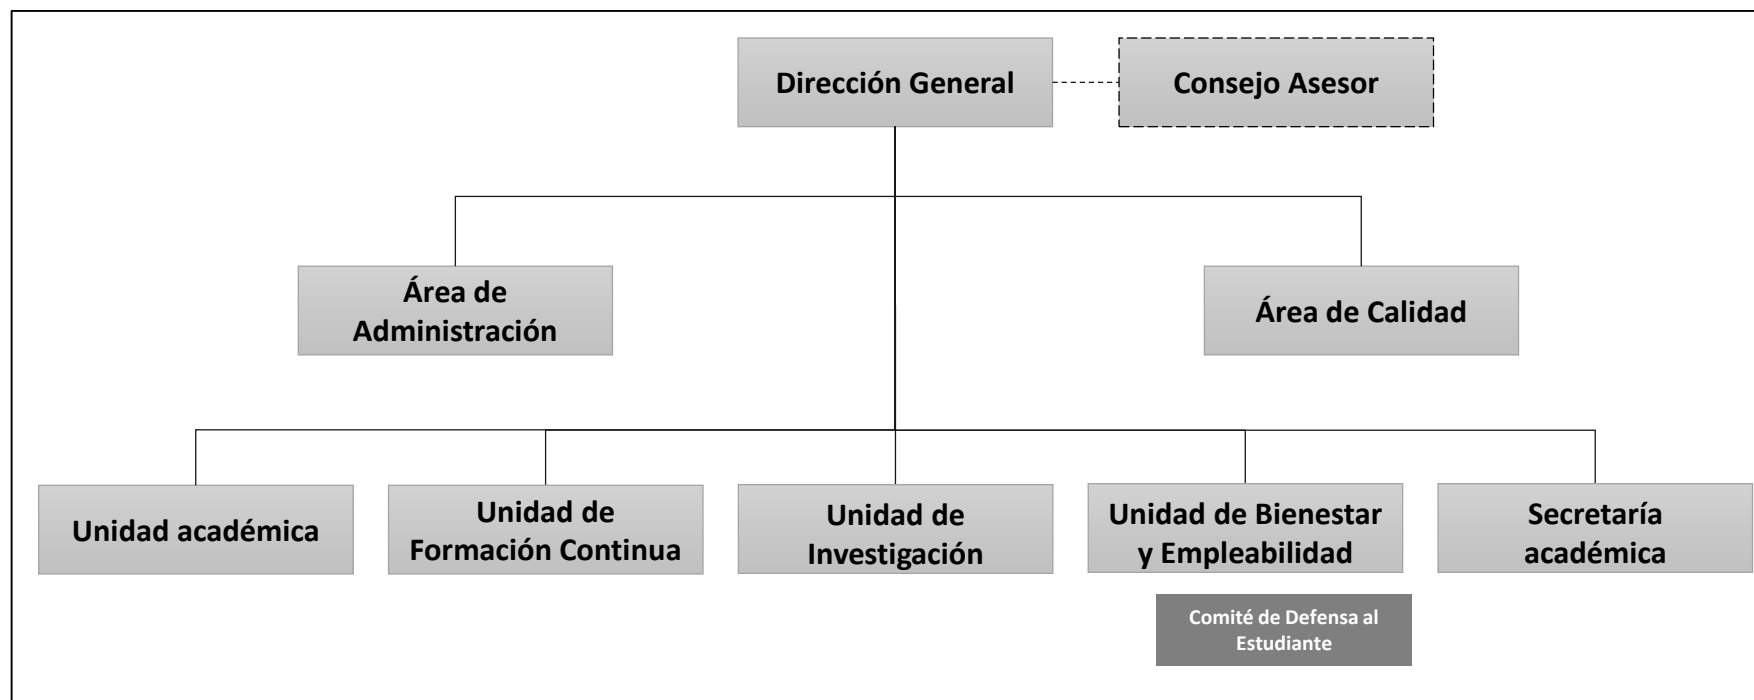 Dirección General
Consejo Asesor
Área de
Administración
Área de Calidad
Unidad académica
Unidad de
Formación Continua
Unidad de
Investigación
Unidad de Bienestar
y Empleabilidad
Secretaría
académica
Comité de Defensa al
Estudiante